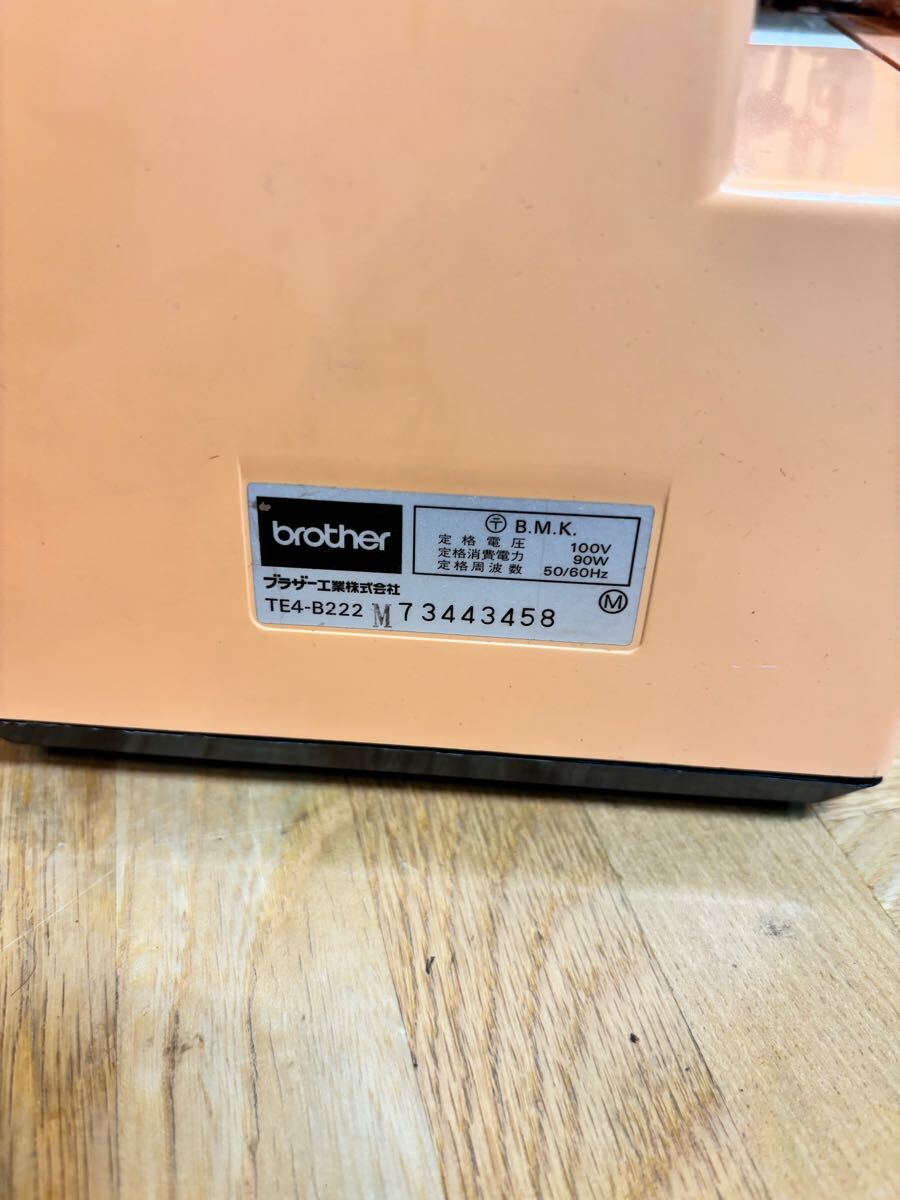 brother
ブラザー工業株式会社
〒 B.M.K.
定格電圧 100V
定格消費電力 90W
定格周波数 50/60Hz
TE4-B222 M73443458
Ⓜ